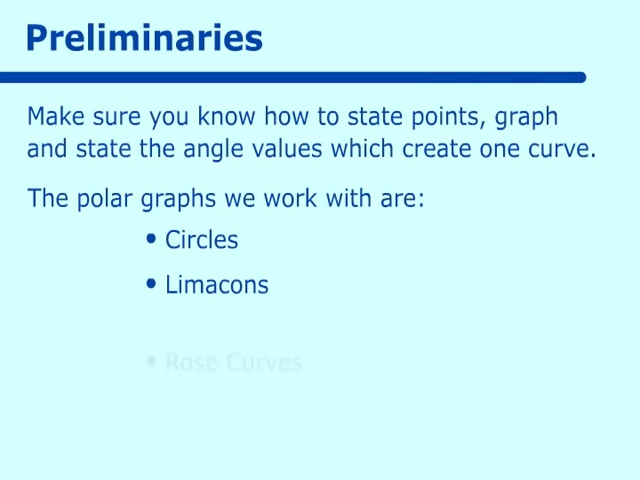 Preliminaries
Make sure you know how to state points, graph
and state the angle values which create one curve.
The polar graphs we work with are:
• Circles
• Limacons
• Rose Curves